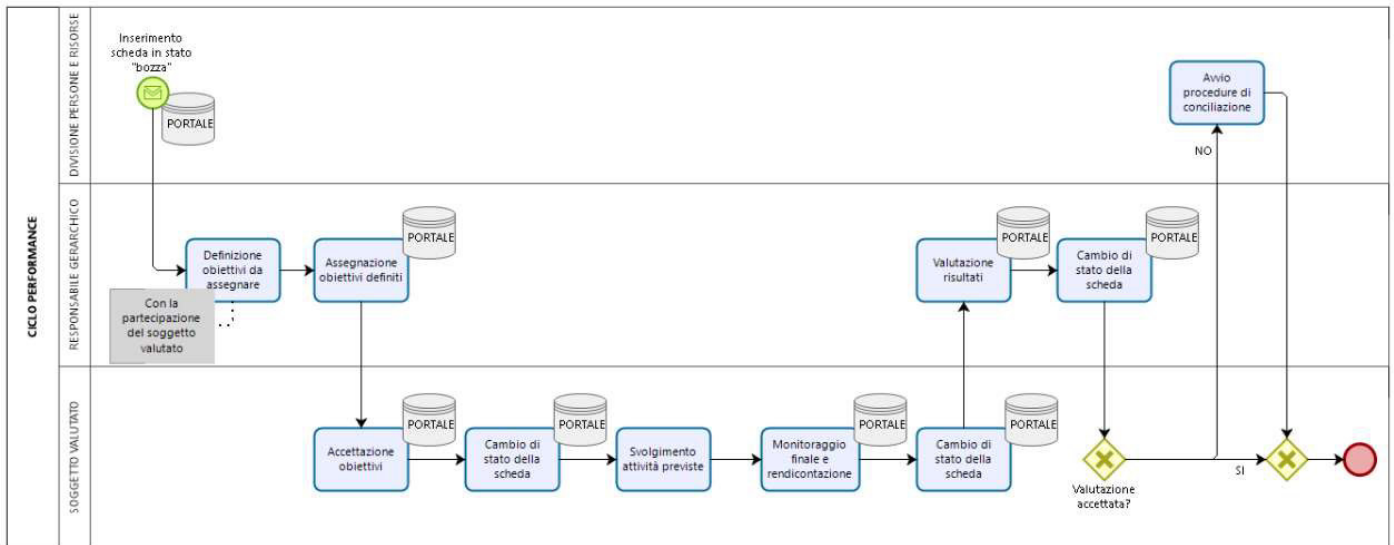 CICLO PERFORMANCE
DIVISIONE PERSONE E RISORSE
Inserimento
scheda in stato
"bozza"
PORTALE
Avvio
procedure di
conciliazione
NO
RESPONSABILE GERARCHICO
Definizione
obiettivi da
assegnare
Con la
partecipazione
del soggetto
valutato
Assegnazione
obiettivi definiti
PORTALE
Valutazione
risultati
PORTALE
Cambio di
stato della
scheda
PORTALE
SOGGETTO VALUTATO
Accettazione
obiettivi
PORTALE
Cambio di
stato della
scheda
PORTALE
Svolgimento
attività previste
Monitoraggio
finale e
rendicontazione
PORTALE
Cambio di
stato della
scheda
PORTALE
Valutazione
accettata?
SI